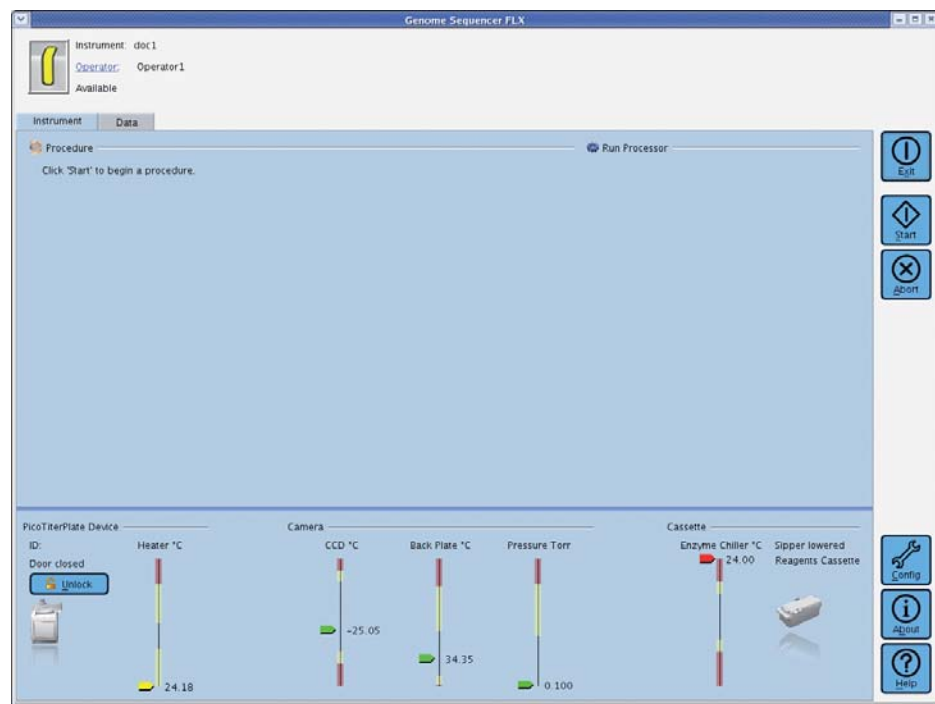 Genome Sequencer FLX
Instrument: doc1
Operator: Operator1
Available
Instrument Data
Procedure Run Processor
Click 'Start' to begin a procedure.
Exit
Start
Abort
PicoTiterPlate Device Camera Cassette
ID: Heater °C CCD °C Back Plate °C Pressure Torr Enzyme Chiller °C Sipper lowered
Door closed 24.00 Reagents Cassette
Unlock
-25.05
34.35
24.18 0.100
Config
About
Help